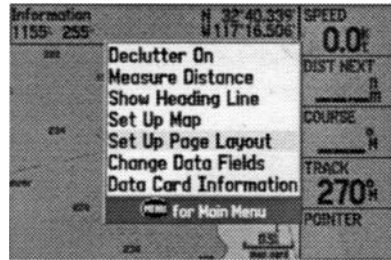 Information
N 32°40.339'
1155 255°
W117°16.506'
Declutter On
Measure Distance
Show Heading Line
Set Up Map
Set Up Page Layout
Change Data Fields
Data Card Information
MENU for Main Menu
SPEED
0.0
DIST NEXT
COURSE
TRACK
270°
POINTER